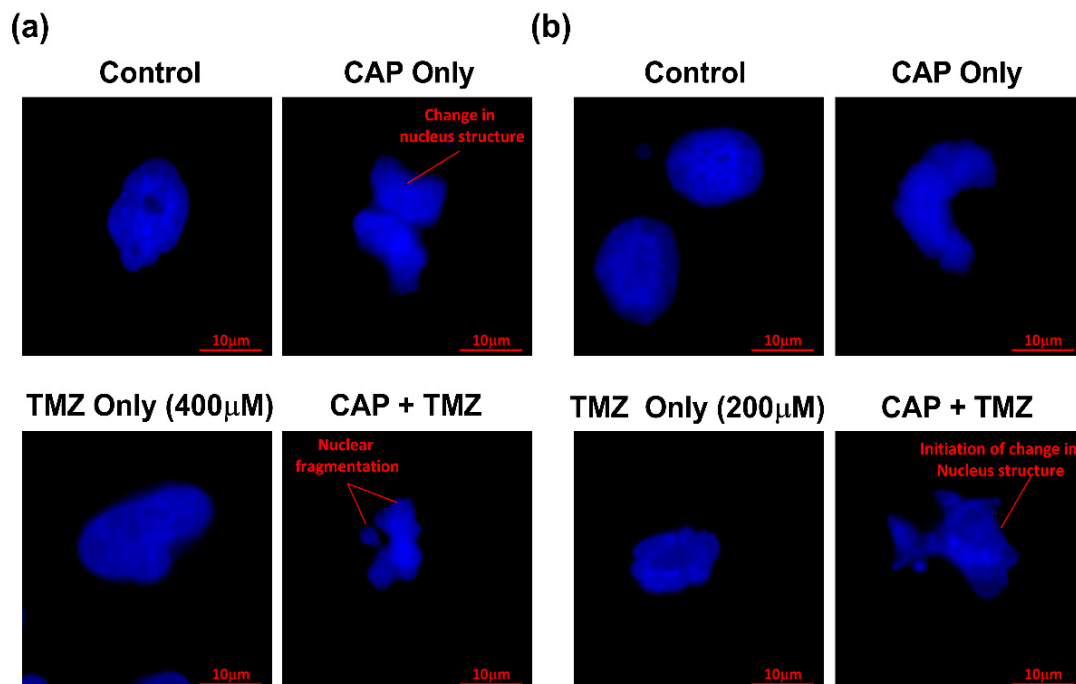 (a)
(b)
Control
CAP Only
Control
CAP Only
Change in
nucleus structure
10μm
10μm
10μm
10μm
TMZ Only (400μM)
CAP + TMZ
TMZ Only (200μM)
CAP + TMZ
Nuclear
fragmentation
Initiation of change in
Nucleus structure
10μm
10μm
10μm
10μm